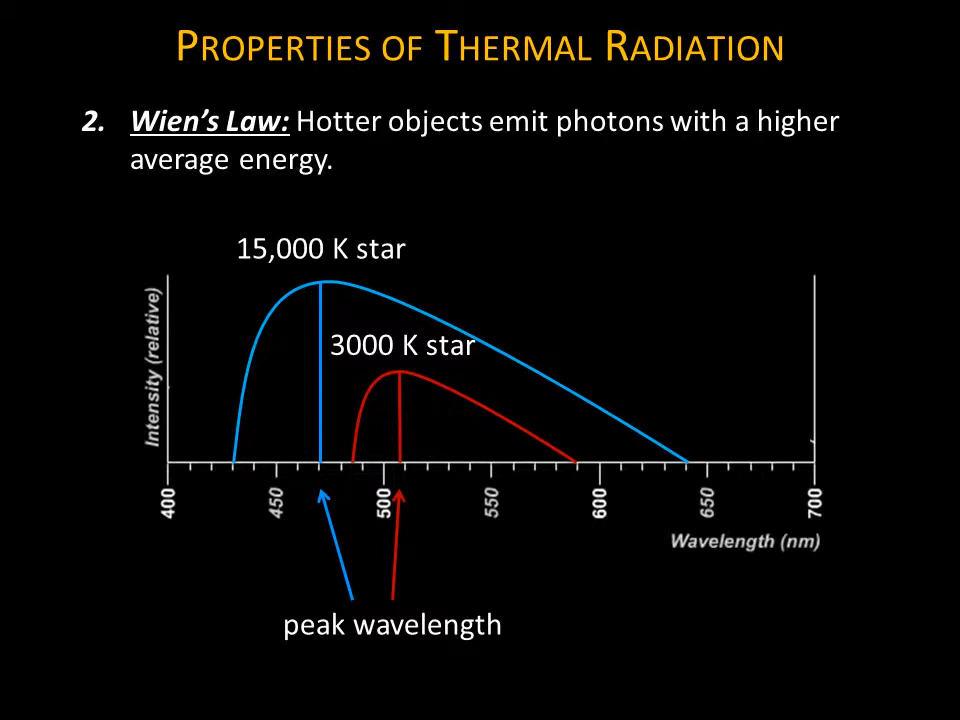 PROPERTIES OF THERMAL RADIATION
2. Wien's Law: Hotter objects emit photons with a higher
average energy.
15,000 K star
3000 K star
Intensity (relative)
400 450 500 550 600 650 700
Wavelength (nm)
peak wavelength